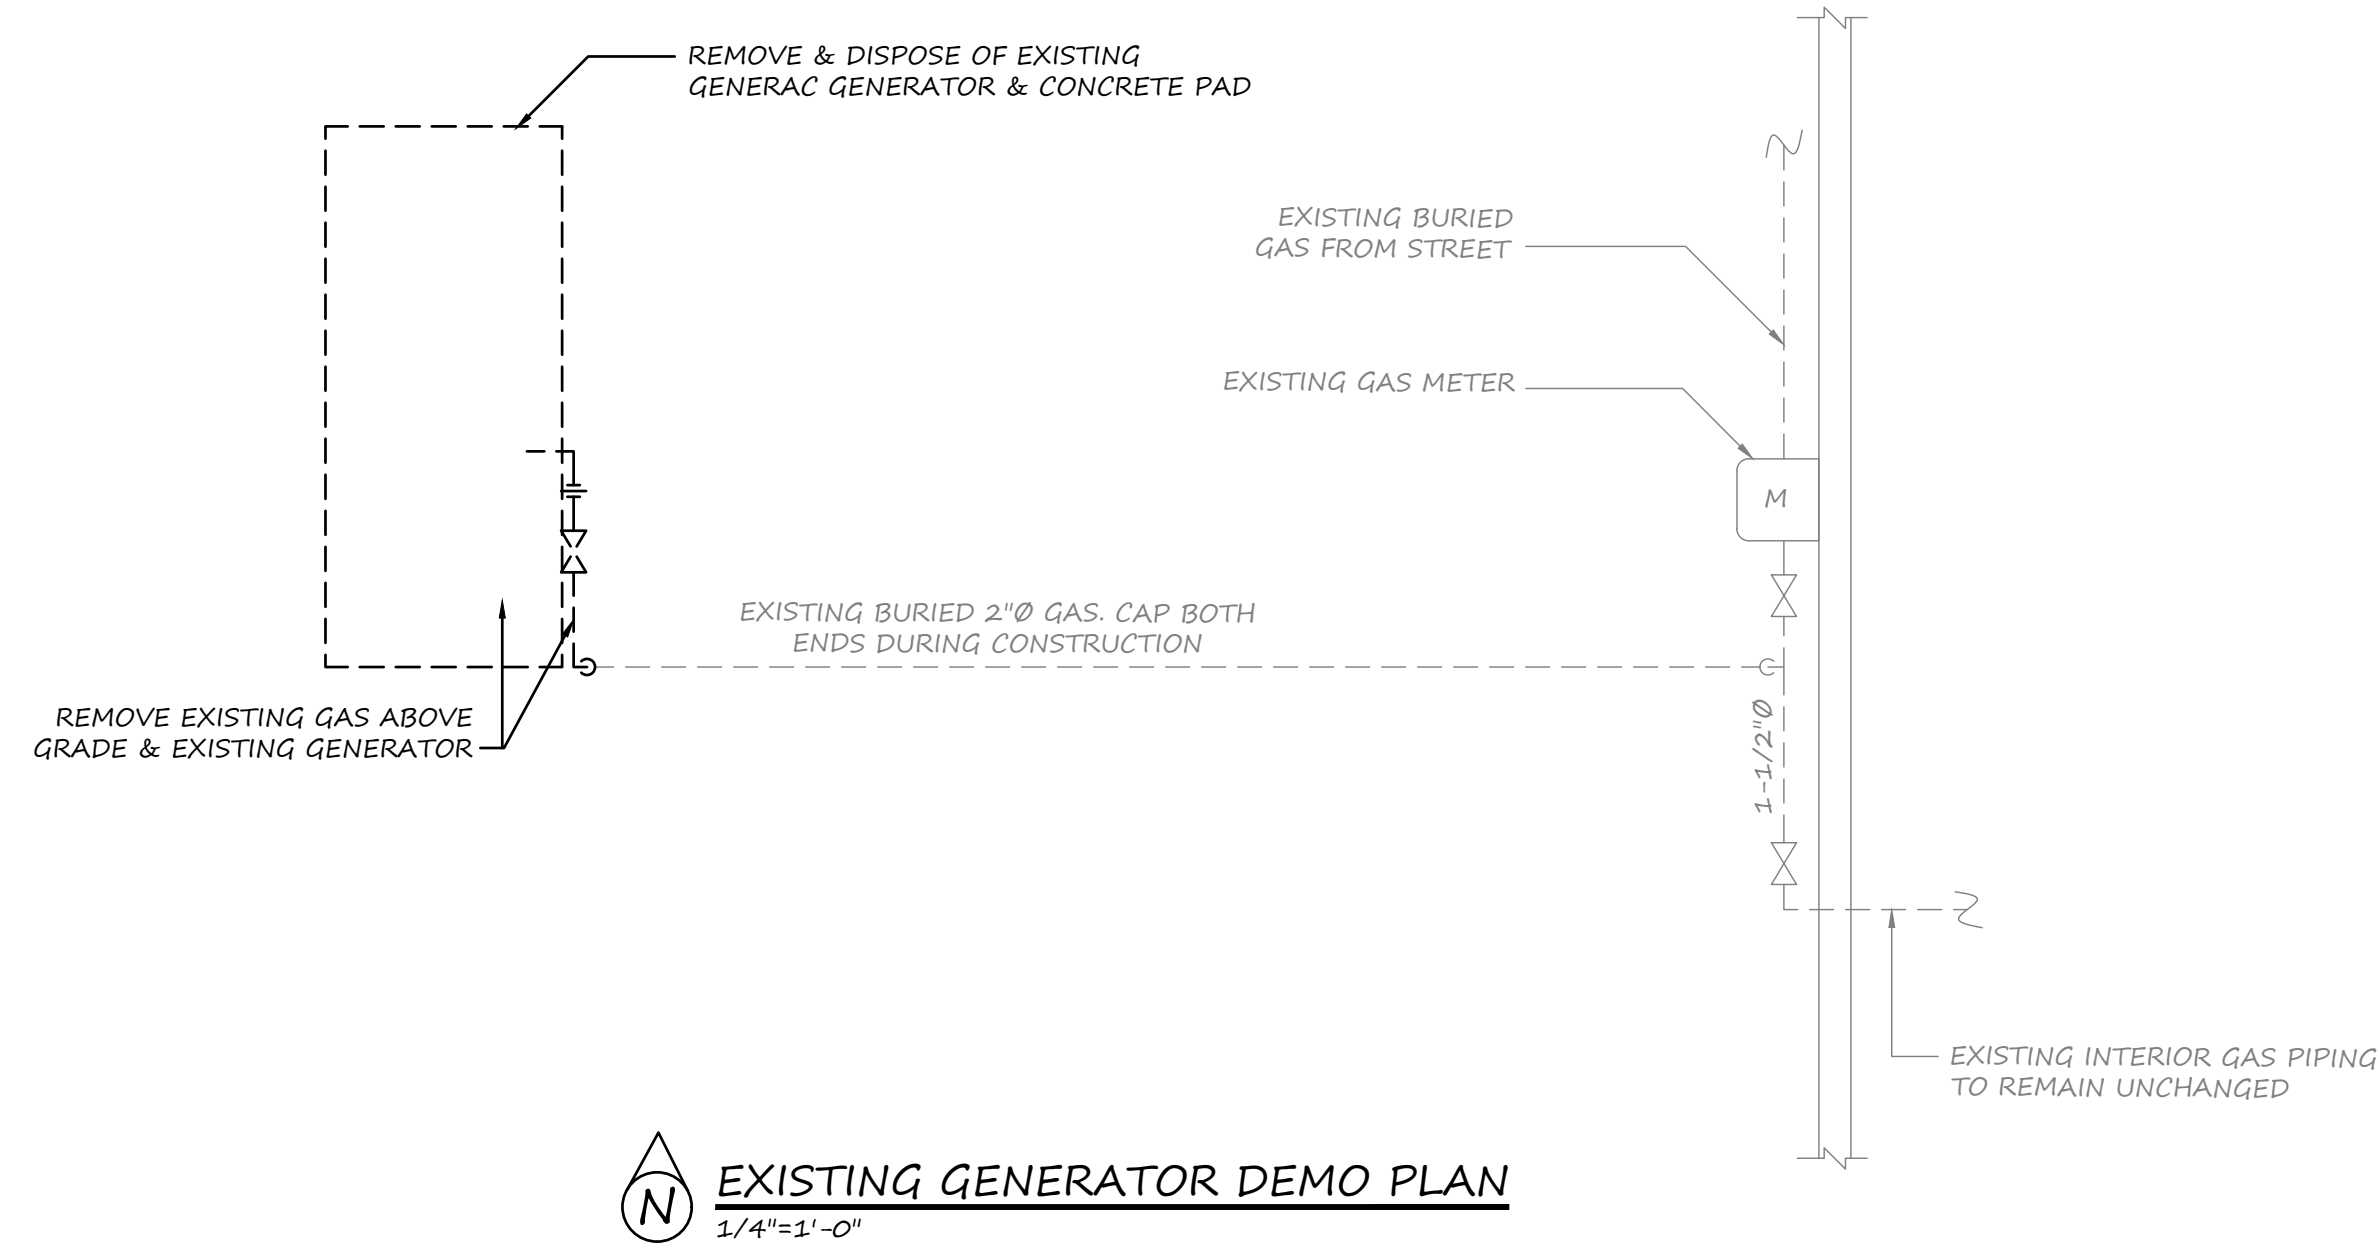 REMOVE & DISPOSE OF EXISTING
GENERAC GENERATOR & CONCRETE PAD
EXISTING BURIED
GAS FROM STREET
EXISTING GAS METER
M
EXISTING BURIED 2"Ø GAS. CAP BOTH
ENDS DURING CONSTRUCTION
REMOVE EXISTING GAS ABOVE
GRADE & EXISTING GENERATOR
1-1/2"Ø
EXISTING INTERIOR GAS PIPING
TO REMAIN UNCHANGED
N
EXISTING GENERATOR DEMO PLAN
1/4"=1'-0"